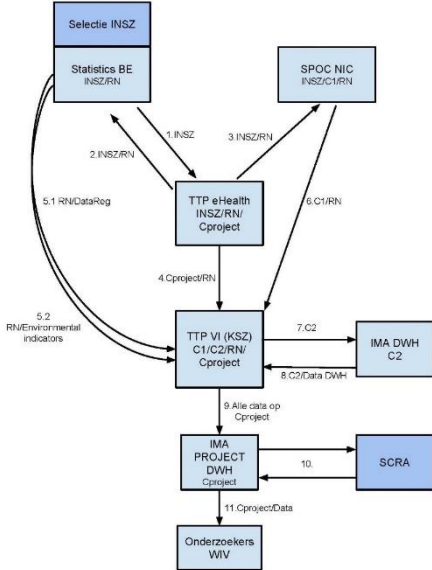 Selectie INSZ
Statistics BE
INSZ/RN
SPOC NIC
INSZ/C1/RN
1.INSZ
2.INSZ/RN
3.INSZ/RN
5.1 RN/DataReg
TTP eHealth
INSZ/RN/
Cproject
6.C1/RN
4.Cproject/RN
5.2
RN/Environmental
indicators
TTP VI (KSZ)
C1/C2/RN/
Cproject
7.C2
IMA DWH
C2
8.C2/Data DWH
9.Alle data op
Cproject
IMA
PROJECT
DWH
Cproject
10.
SCRA
11.Cproject/Data
Onderzoekers
WIV